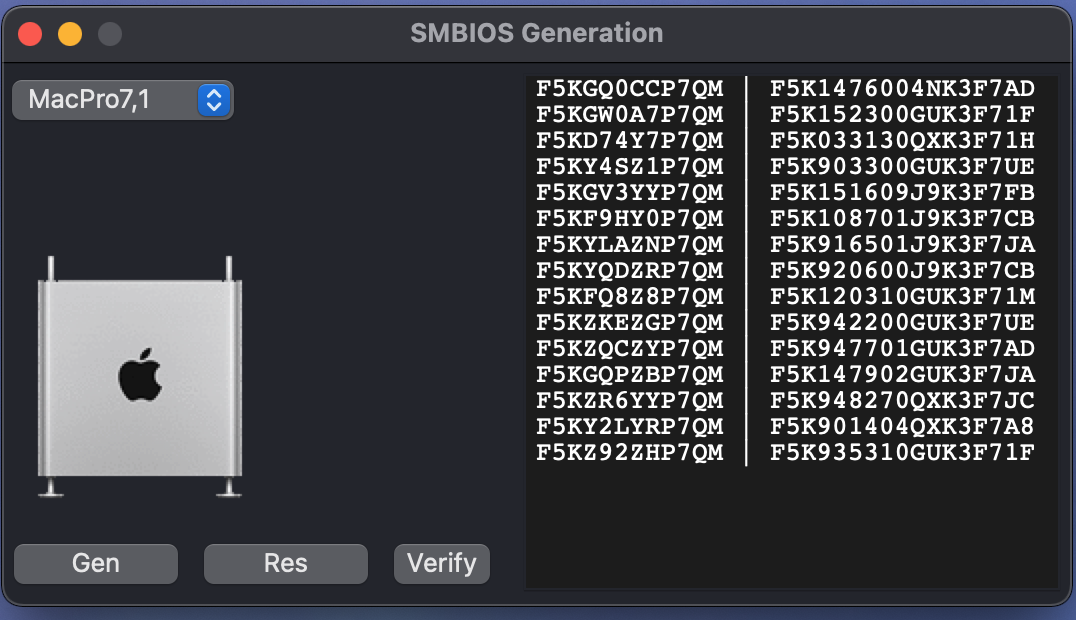 SMBIOS Generation
MacPro7,1
F5KGQ0CCP7QM | F5K1476004NK3F7AD
F5KGW0A7P7QM | F5K152300GUK3F71F
F5KD74Y7P7QM | F5K033130QXK3F71H
F5KY4SZ1P7QM | F5K903300GUK3F7UE
F5KGV3YYP7QM | F5K151609J9K3F7FB
F5KF9HY0P7QM | F5K108701J9K3F7CB
F5KYLAZNP7QM | F5K916501J9K3F7JA
F5KYQDZRP7QM | F5K920600J9K3F7CB
F5KFQ8Z8P7QM | F5K120310GUK3F71M
F5KZKEZGP7QM | F5K942200GUK3F7UE
F5KZQCZYP7QM | F5K947701GUK3F7AD
F5KGQPZBP7QM | F5K147902GUK3F7JA
F5KZR6YYP7QM | F5K948270QXK3F7JC
F5KY2LYRP7QM | F5K901404QXK3F7A8
F5KZ92ZHP7QM | F5K935310GUK3F71F
Gen Res Verify